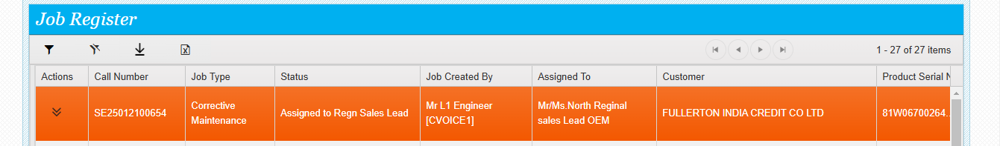 Job Register
1 - 27 of 27 items
Actions Call Number Job Type Status Job Created By Assigned To Customer Product Serial N
SE25012100654 Corrective Maintenance Assigned to Regn Sales Lead Mr L1 Engineer [CVOICE1] Mr/Ms.North Reginal sales Lead OEM FULLERTON INDIA CREDIT CO LTD 81W06700264...